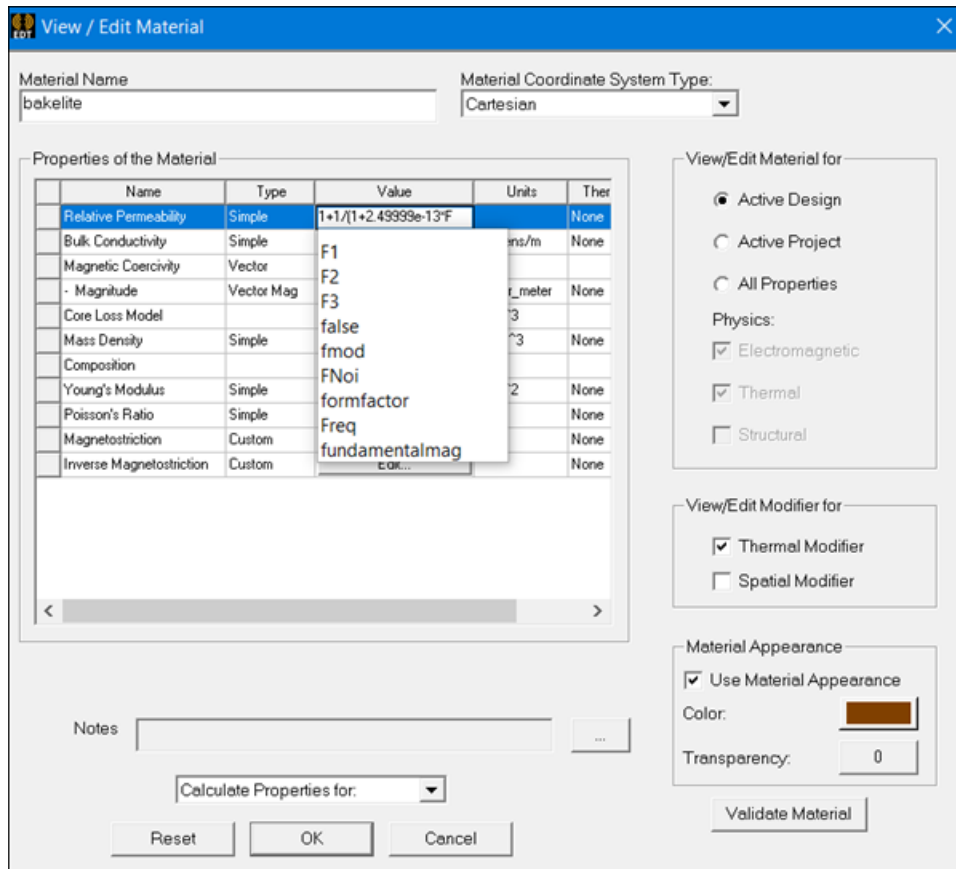 EDT View / Edit Material
Material Name
bakelite
Material Coordinate System Type:
Cartesian
Properties of the Material
Name Type Value Units Ther
Relative Permeability Simple 1+1/(1+2.49999e-13*F None
Bulk Conductivity Simple ens/m None
Magnetic Coercivity Vector
- Magnitude Vector Mag r_meter None
Core Loss Model ^3
Mass Density Simple ^3 None
Composition
Young's Modulus Simple ^2 None
Poisson's Ratio Simple None
Magnetostriction Custom None
Inverse Magnetostriction Custom Edit... None
F1
F2
F3
false
fmod
FNoi
formfactor
Freq
fundamentalmag
View/Edit Material for
Active Design
Active Project
All Properties
Physics:
Electromagnetic
Thermal
Structural
View/Edit Modifier for
Thermal Modifier
Spatial Modifier
Material Appearance
Use Material Appearance
Color:
Transparency: 0
Notes ...
Calculate Properties for:
Validate Material
Reset OK Cancel